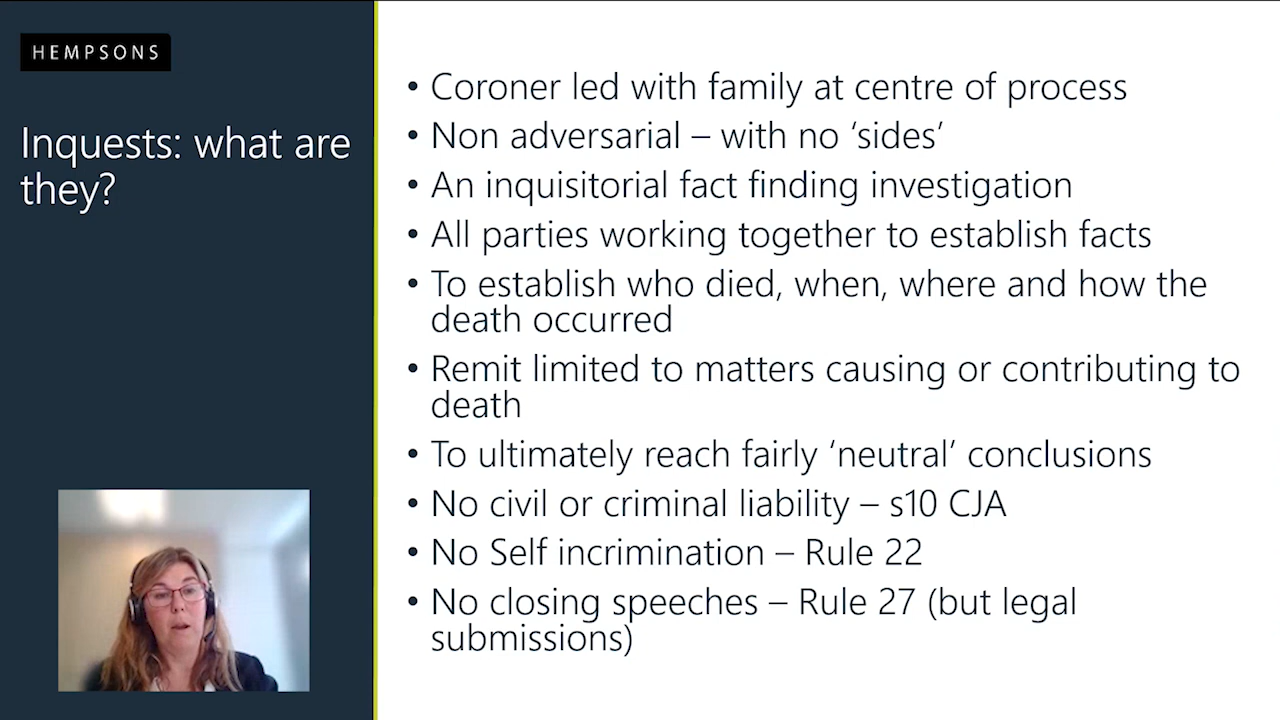 HEMPSONS
Inquests: what are
they?
• Coroner led with family at centre of process
• Non adversarial – with no ‘sides’
• An inquisitorial fact finding investigation
• All parties working together to establish facts
• To establish who died, when, where and how the
death occurred
• Remit limited to matters causing or contributing to
death
• To ultimately reach fairly ‘neutral’ conclusions
• No civil or criminal liability – s10 CJA
• No Self incrimination – Rule 22
• No closing speeches – Rule 27 (but legal
submissions)